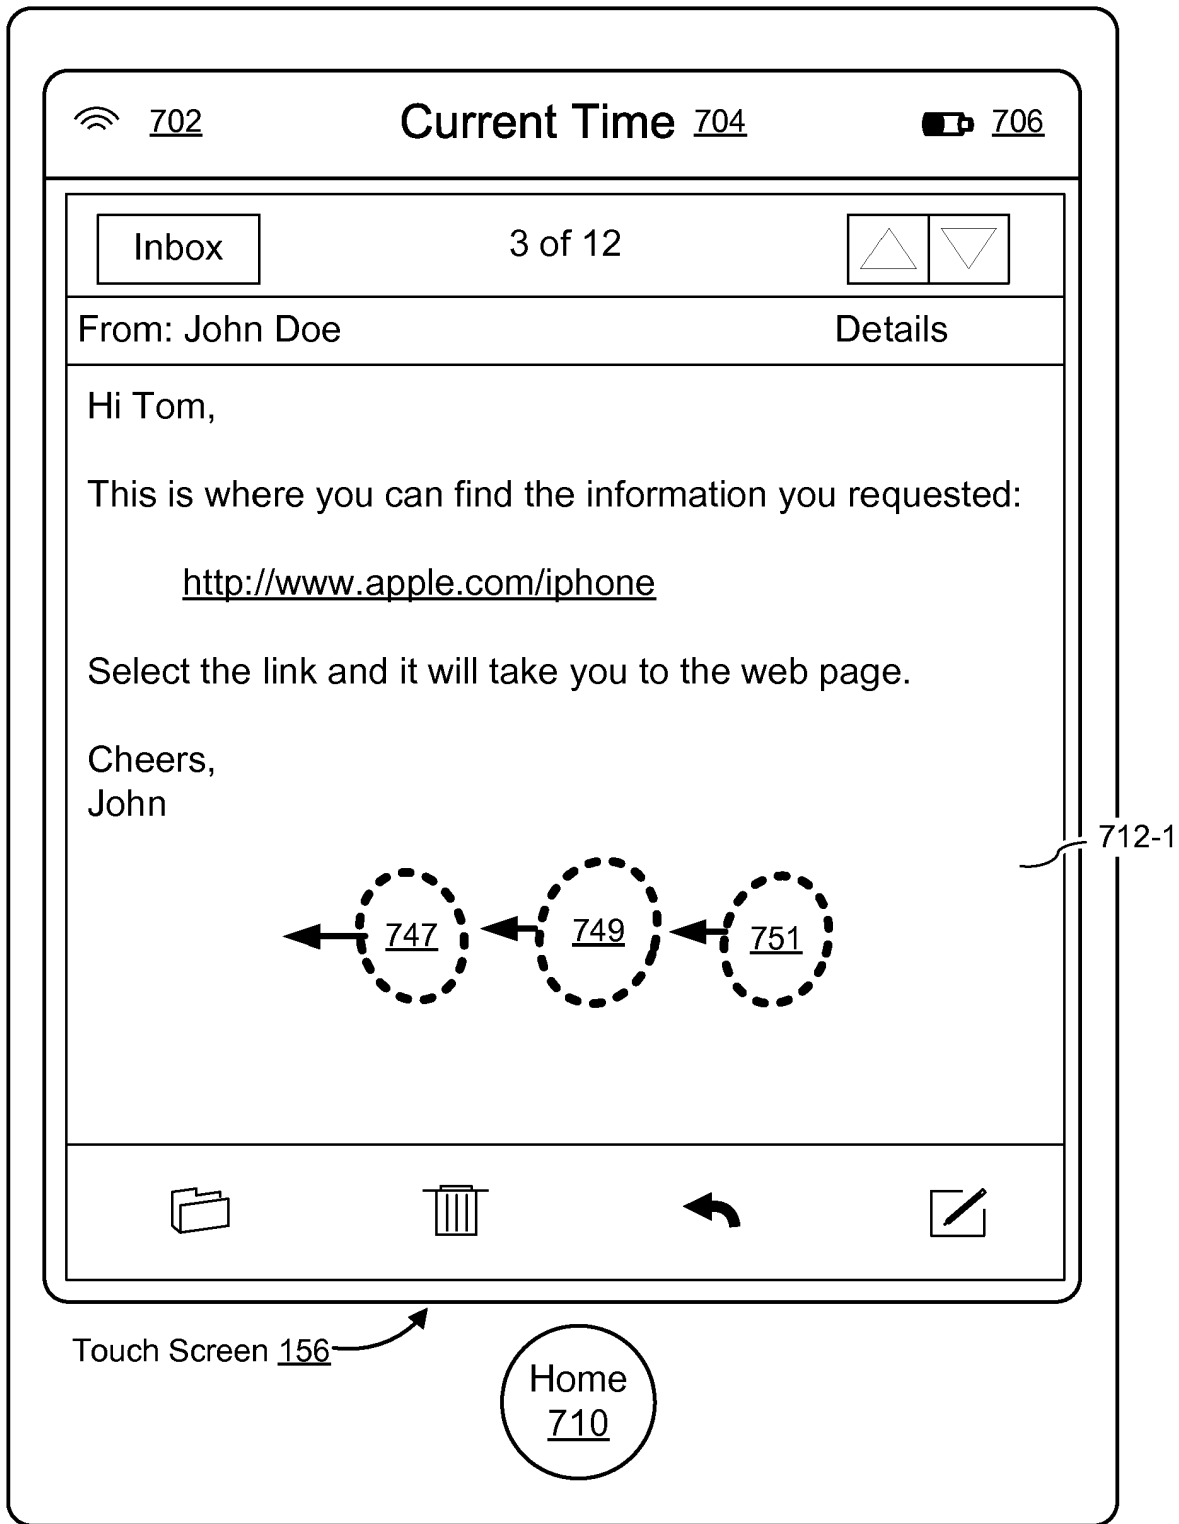 702 Current Time 704 706
Inbox 3 of 12
From: John Doe Details
Hi Tom,
This is where you can find the information you requested:
http://www.apple.com/iphone
Select the link and it will take you to the web page.
Cheers,
John
712-1
747 749 751
Touch Screen 156
Home
710